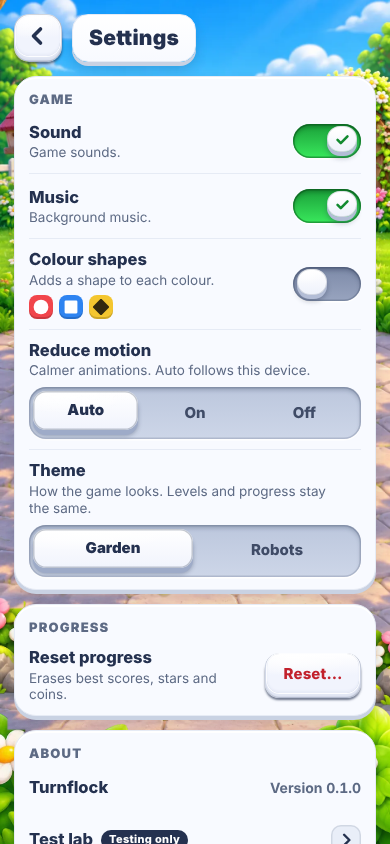 Settings
GAME
Sound
Game sounds.
Music
Background music.
Colour shapes
Adds a shape to each colour.
Reduce motion
Calmer animations. Auto follows this device.
Auto On Off
Theme
How the game looks. Levels and progress stay
the same.
Garden Robots
PROGRESS
Reset progress
Erases best scores, stars and
coins.
Reset...
ABOUT
Turnflock Version 0.1.0
Test lab Testing only